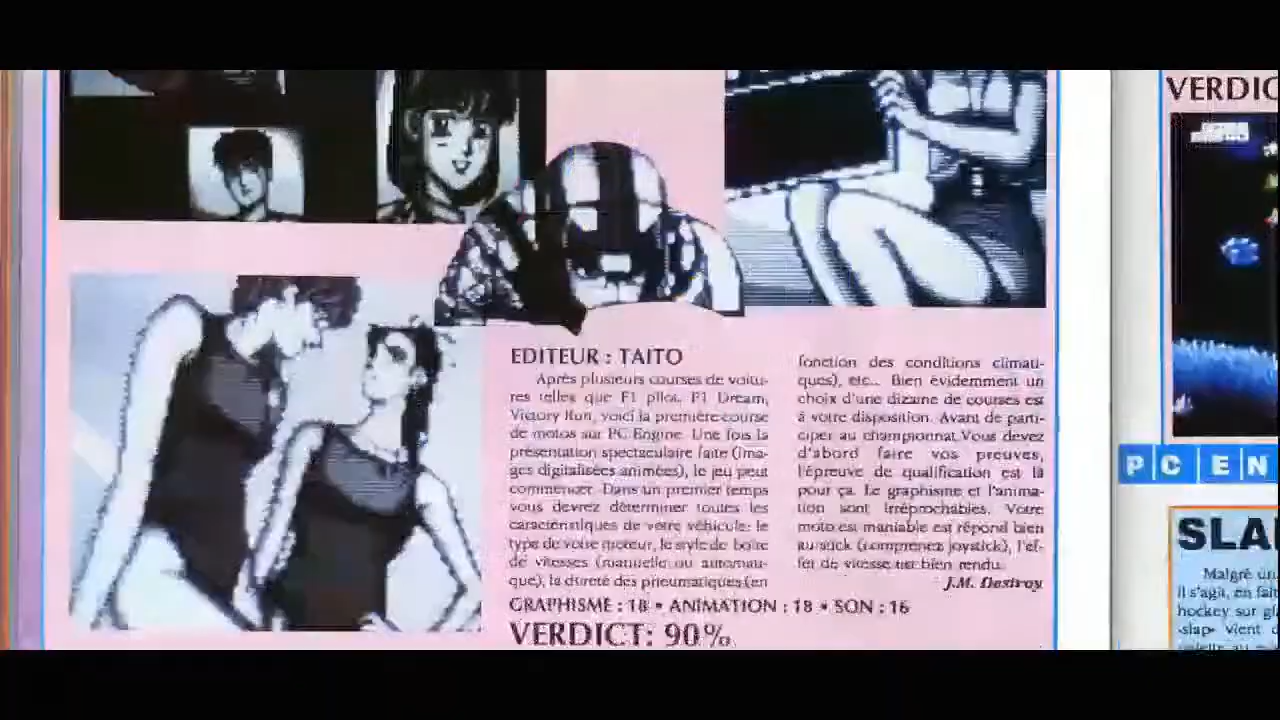 EDITEUR : TAITO
Après plusieurs courses de voitu-
res telles que F1 pilot, F1 Dream,
Victory Run, voici la première course
de motos sur PC Engine. Une fois la
présentation spectaculaire faite (ima-
ges digitalisées animées), le jeu peut
commencer. Dans un premier temps
vous devrez déterminer toutes les
caractéristiques de votre véhicule: le
type de votre moteur, le style de boîte
de vitesses (manuelle ou automati-
que), la dureté des pneumatiques (en
fonction des conditions climati-
ques), etc... Bien évidemment un
choix d'une dizaine de courses est
à votre disposition. Avant de parti-
ciper au championnat Vous devez
d'abord faire vos preuves,
l'épreuve de qualification est là
pour ça. Le graphisme et l'anima-
tion sont irréprochables. Votre
moto est maniable est répond bien
au stick (comprenez joystick), l'ef-
fet de vitesse est bien rendu.
J.M. Destroy
GRAPHISME : 18 • ANIMATION : 18 • SON : 16
VERDICT: 90%
VERDIC
PC EN
SLA
Malgré un
il s'agit, en fait
hockey sur gl
-slap- vient d